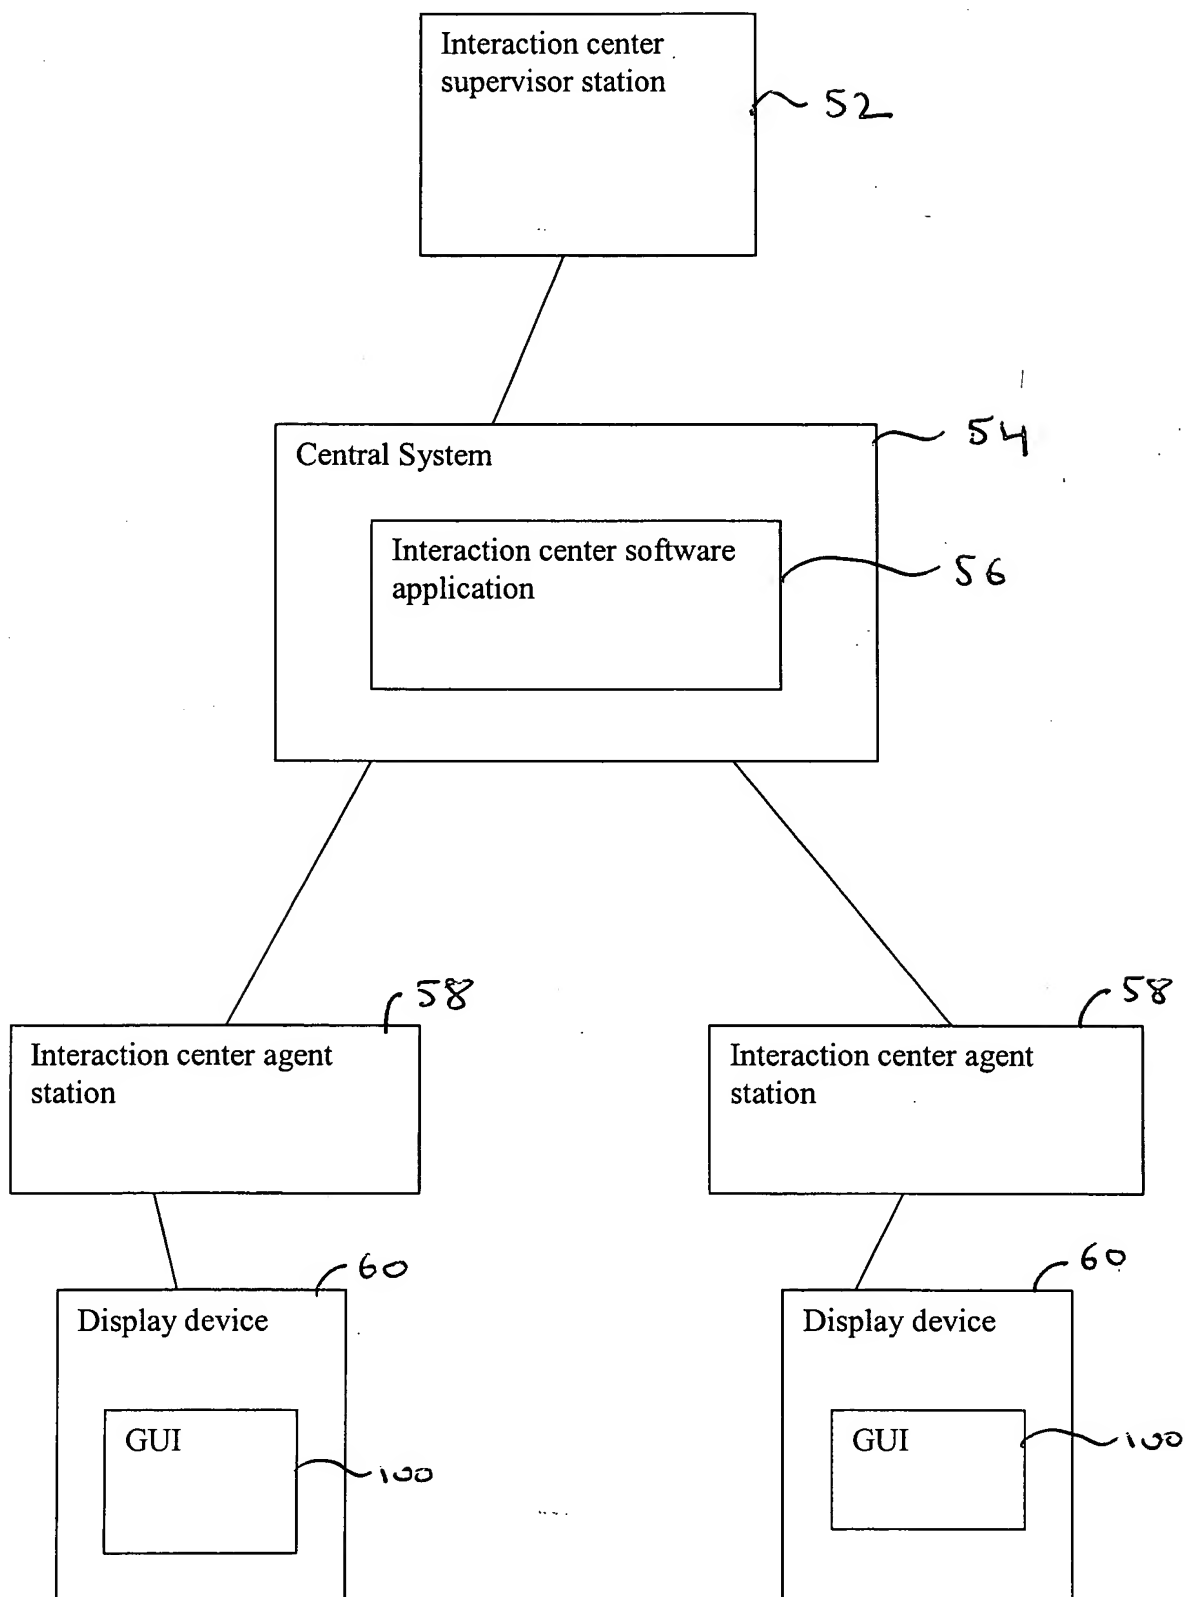 Interaction center
supervisor station
52
Central System
54
Interaction center software
application
56
58
Interaction center agent
station
58
Interaction center agent
station
60
Display device
60
Display device
GUI
100
GUI
100